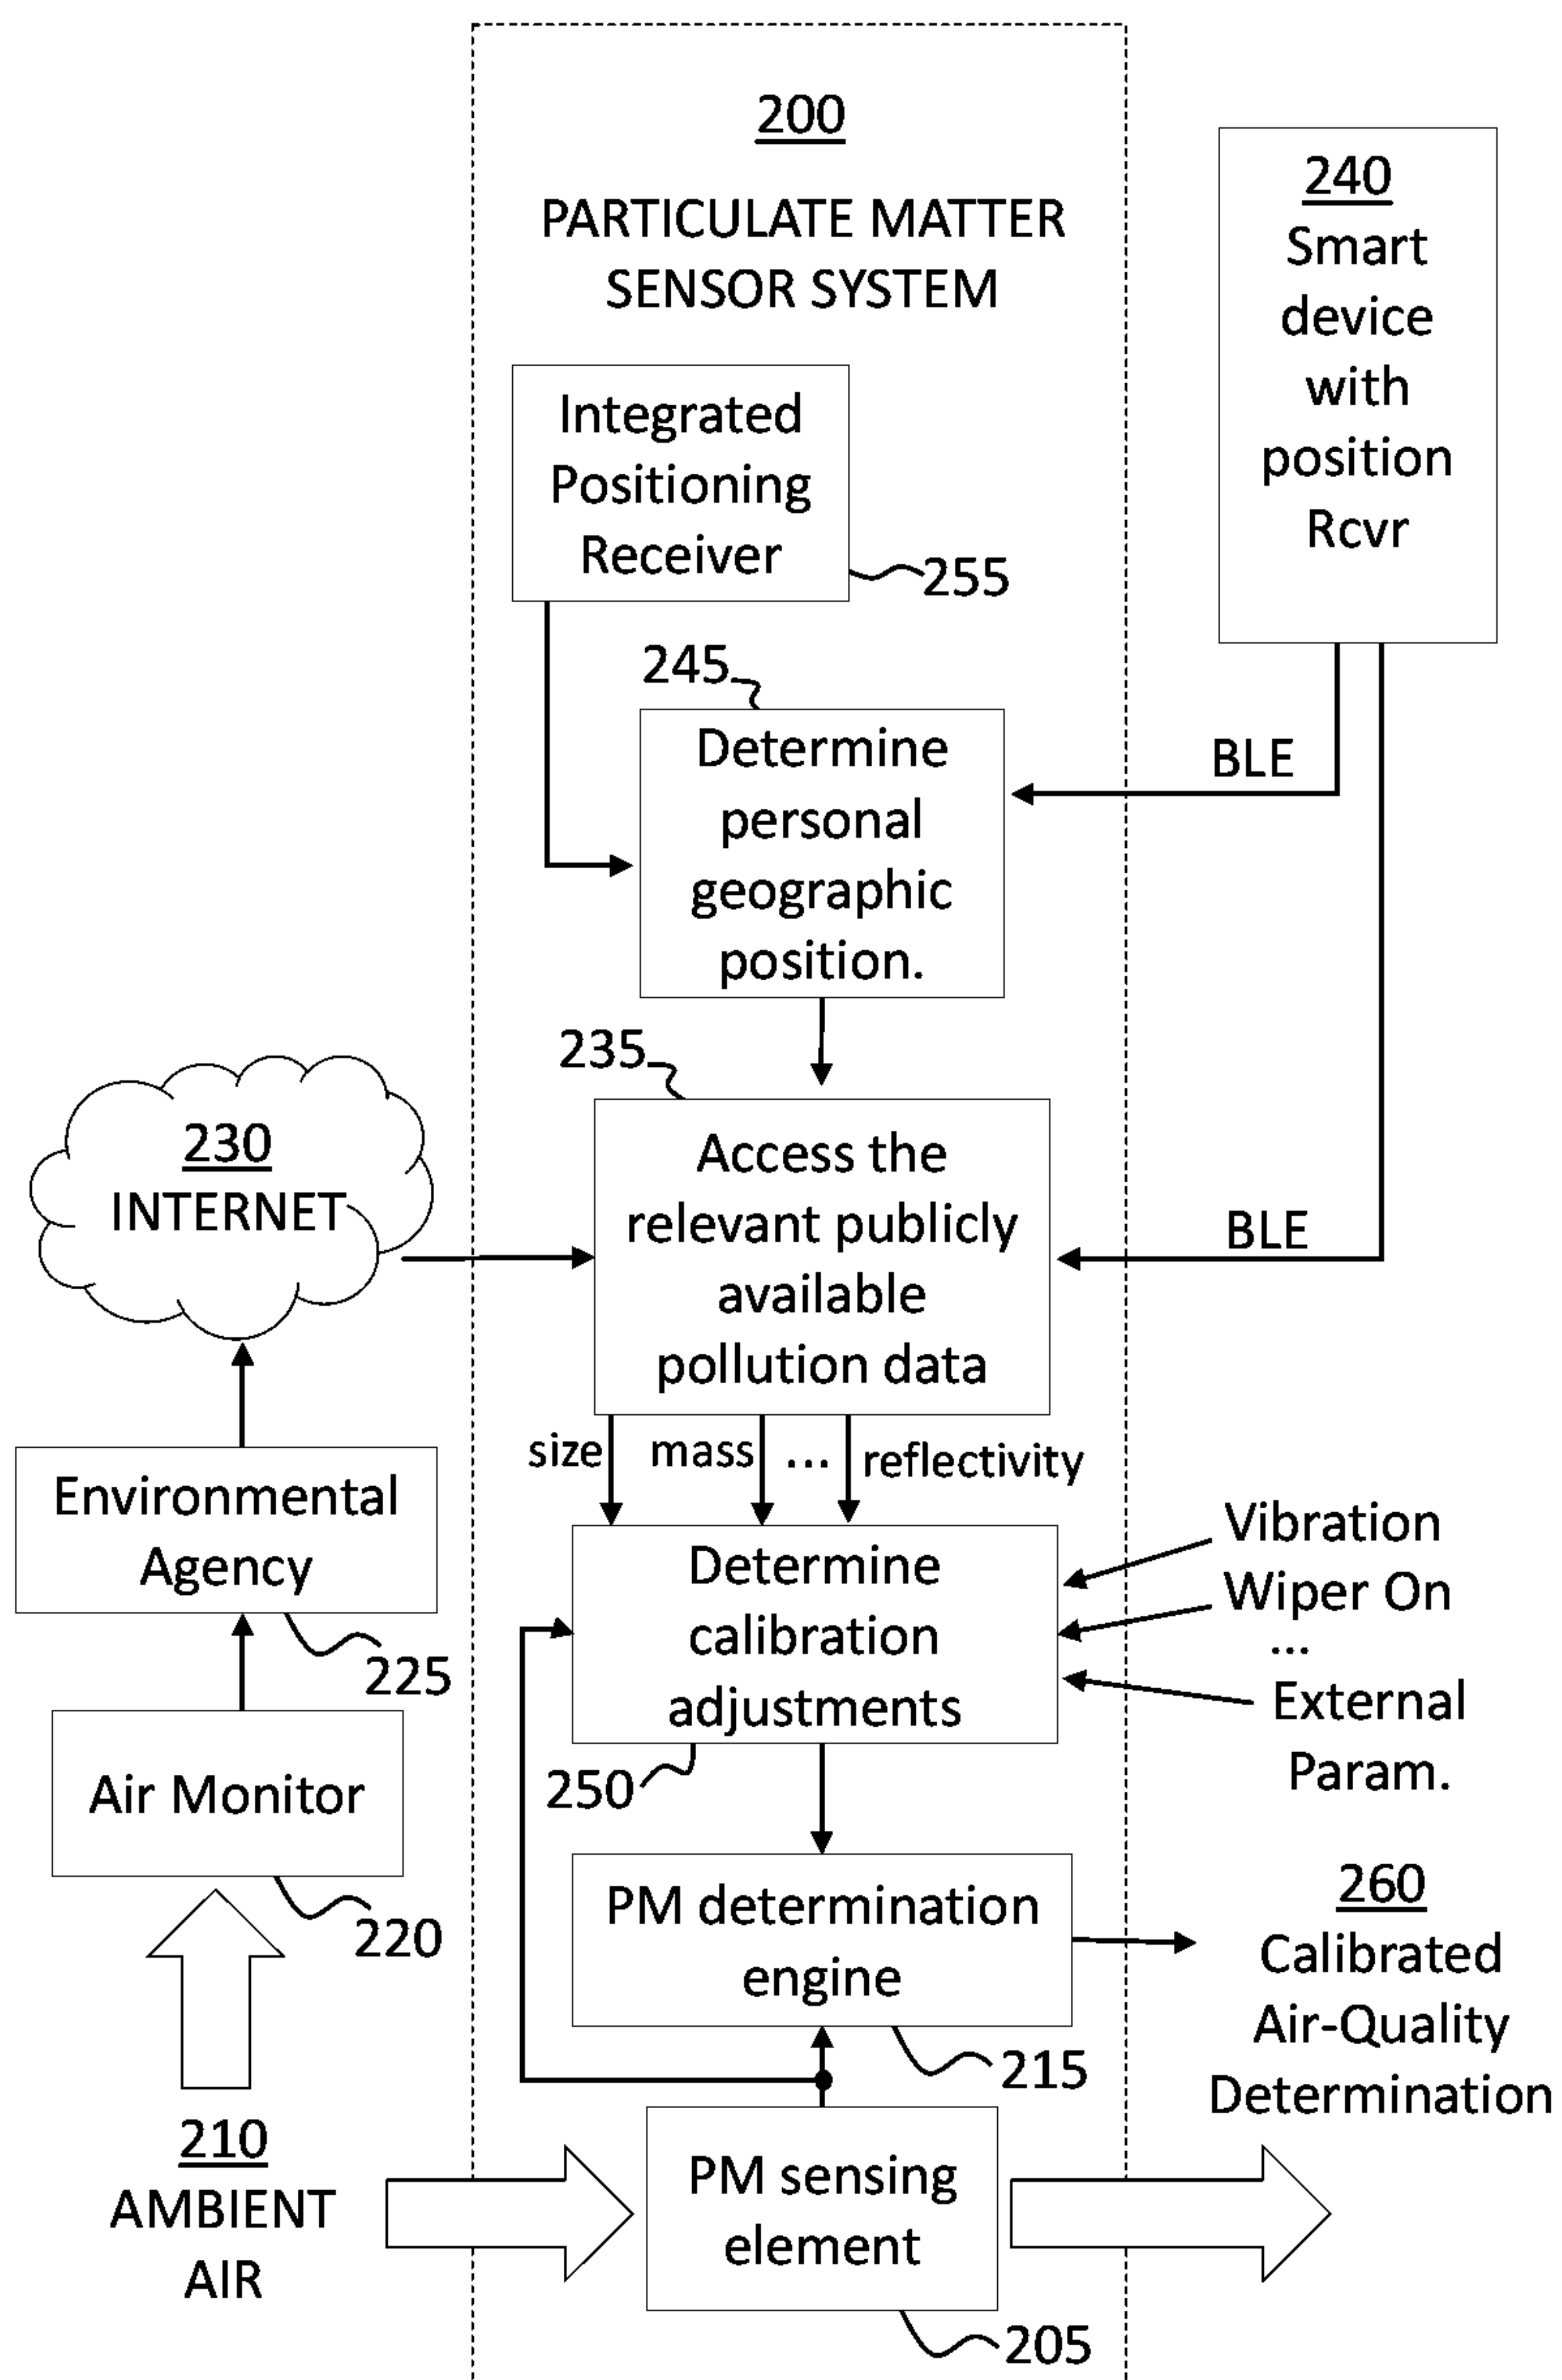 200
PARTICULATE MATTER
SENSOR SYSTEM
240
Smart
device
with
position
Rcvr
Integrated
Positioning
Receiver
255
245
Determine
personal
geographic
position.
BLE
235
Access the
relevant publicly
available
pollution data
BLE
230
INTERNET
size
mass
...
reflectivity
Environmental
Agency
225
Determine
calibration
adjustments
250
Vibration
Wiper On
...
External
Param.
Air Monitor
220
PM determination
engine
215
260
Calibrated
Air-Quality
Determination
210
AMBIENT
AIR
PM sensing
element
205